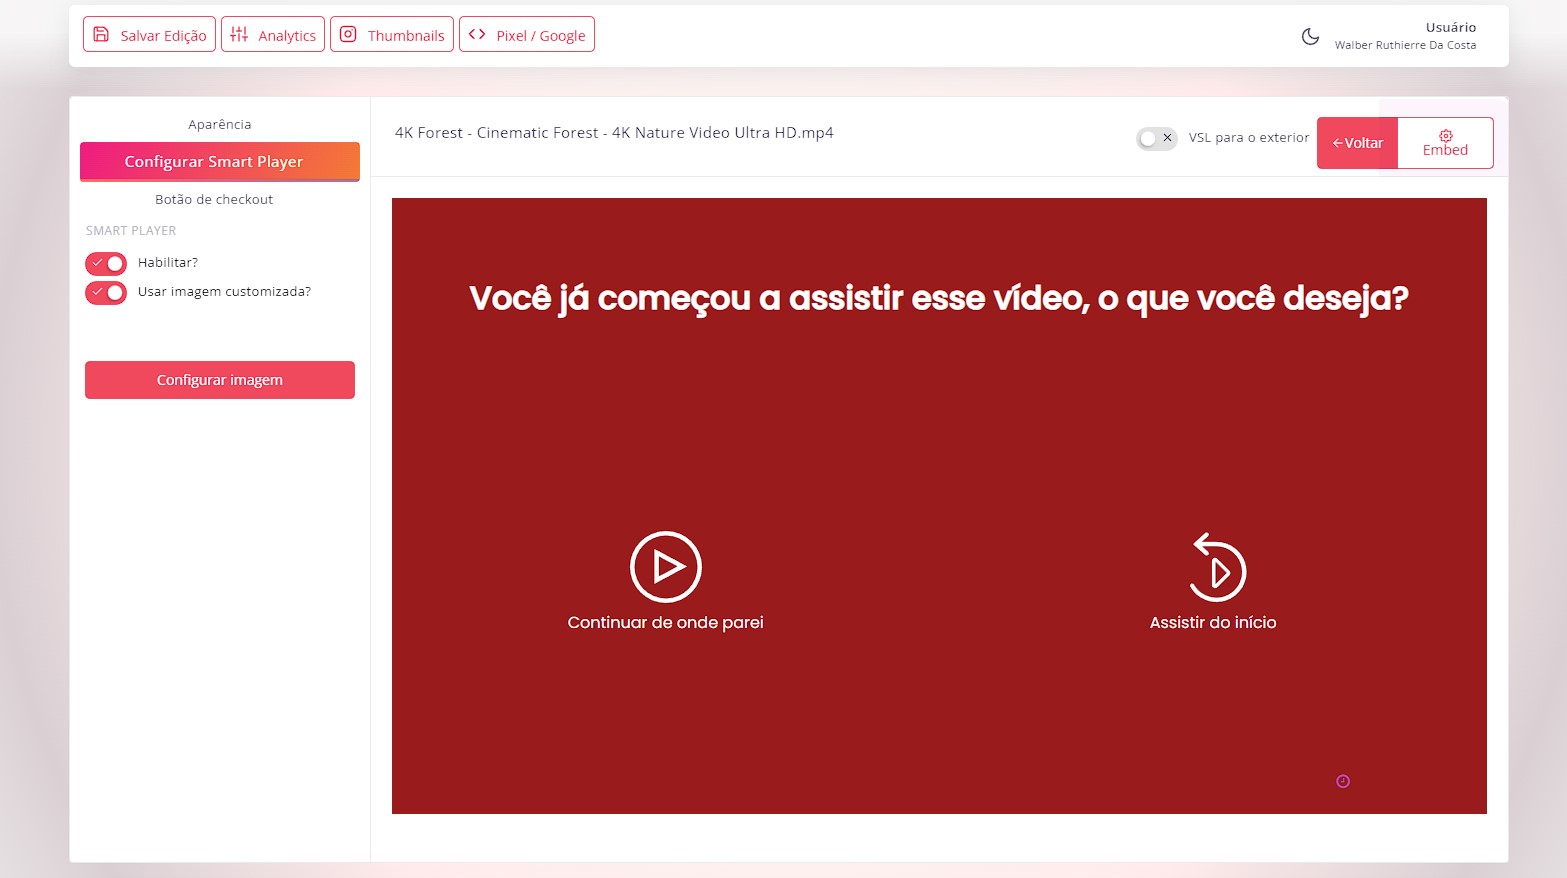 Salvar Edição
Analytics
Thumbnails
Pixel / Google
Usuário
Walber Ruthierre Da Costa
Aparência
Configurar Smart Player
Botão de checkout
SMART PLAYER
Habilitar?
Usar imagem customizada?
Configurar imagem
4K Forest - Cinematic Forest - 4K Nature Video Ultra HD.mp4
VSL para o exterior
Voltar
Embed
Você já começou a assistir esse vídeo, o que você deseja?
Continuar de onde parei
Assistir do início